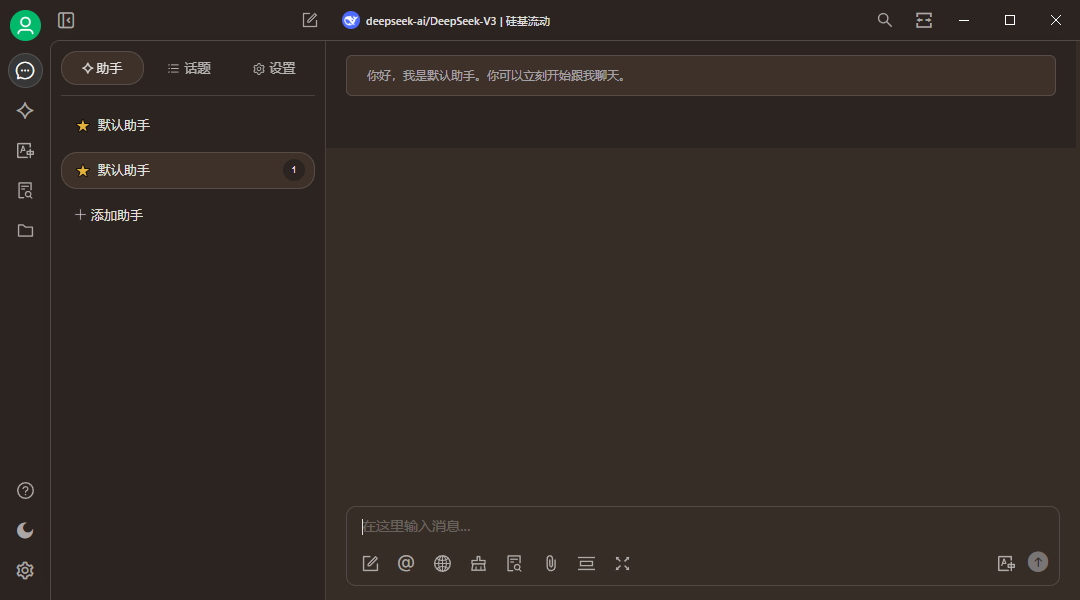 deepseek-ai/DeepSeek-V3 | 硅基流动
助手
话题
设置
你好，我是默认助手。你可以立刻开始跟我聊天。
默认助手
默认助手
1
添加助手
在这里输入消息...